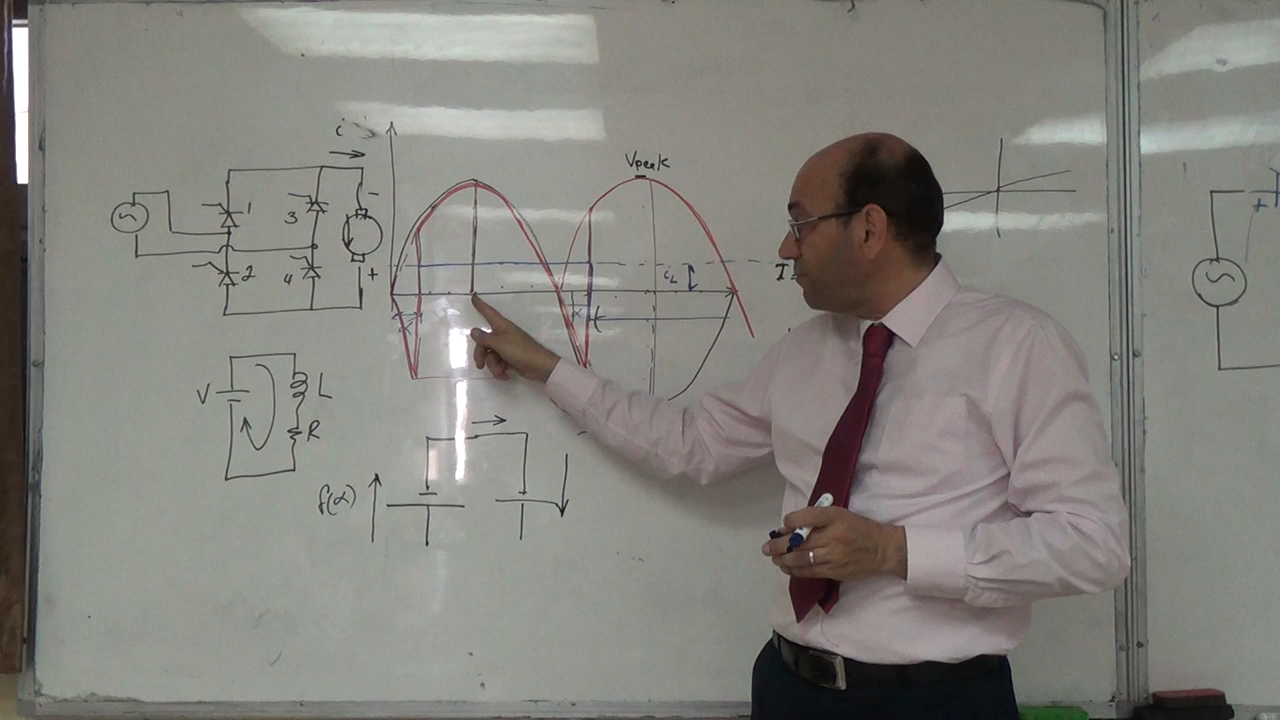 i
Vpeak
1
3
-
2
4
+
iL
I
α
V
L
R
f(α)
+